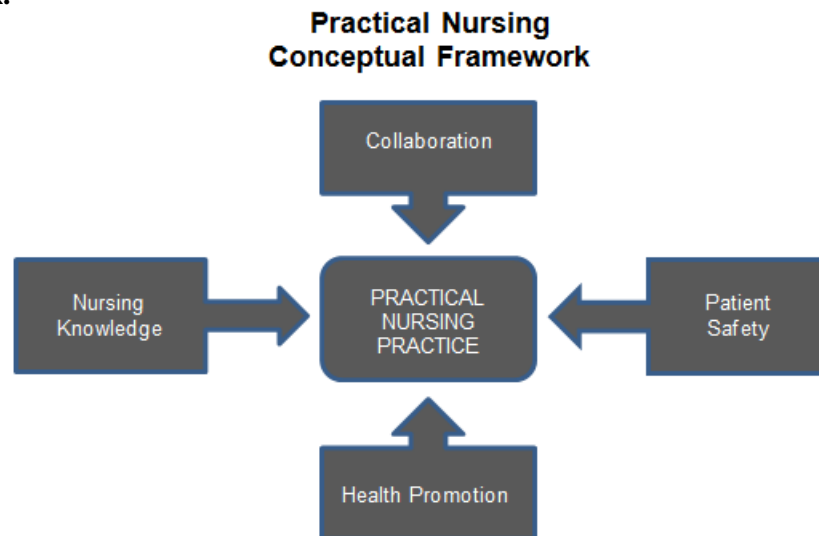 Practical Nursing
Conceptual Framework
Collaboration
Nursing
Knowledge
PRACTICAL
NURSING
PRACTICE
Patient
Safety
Health Promotion